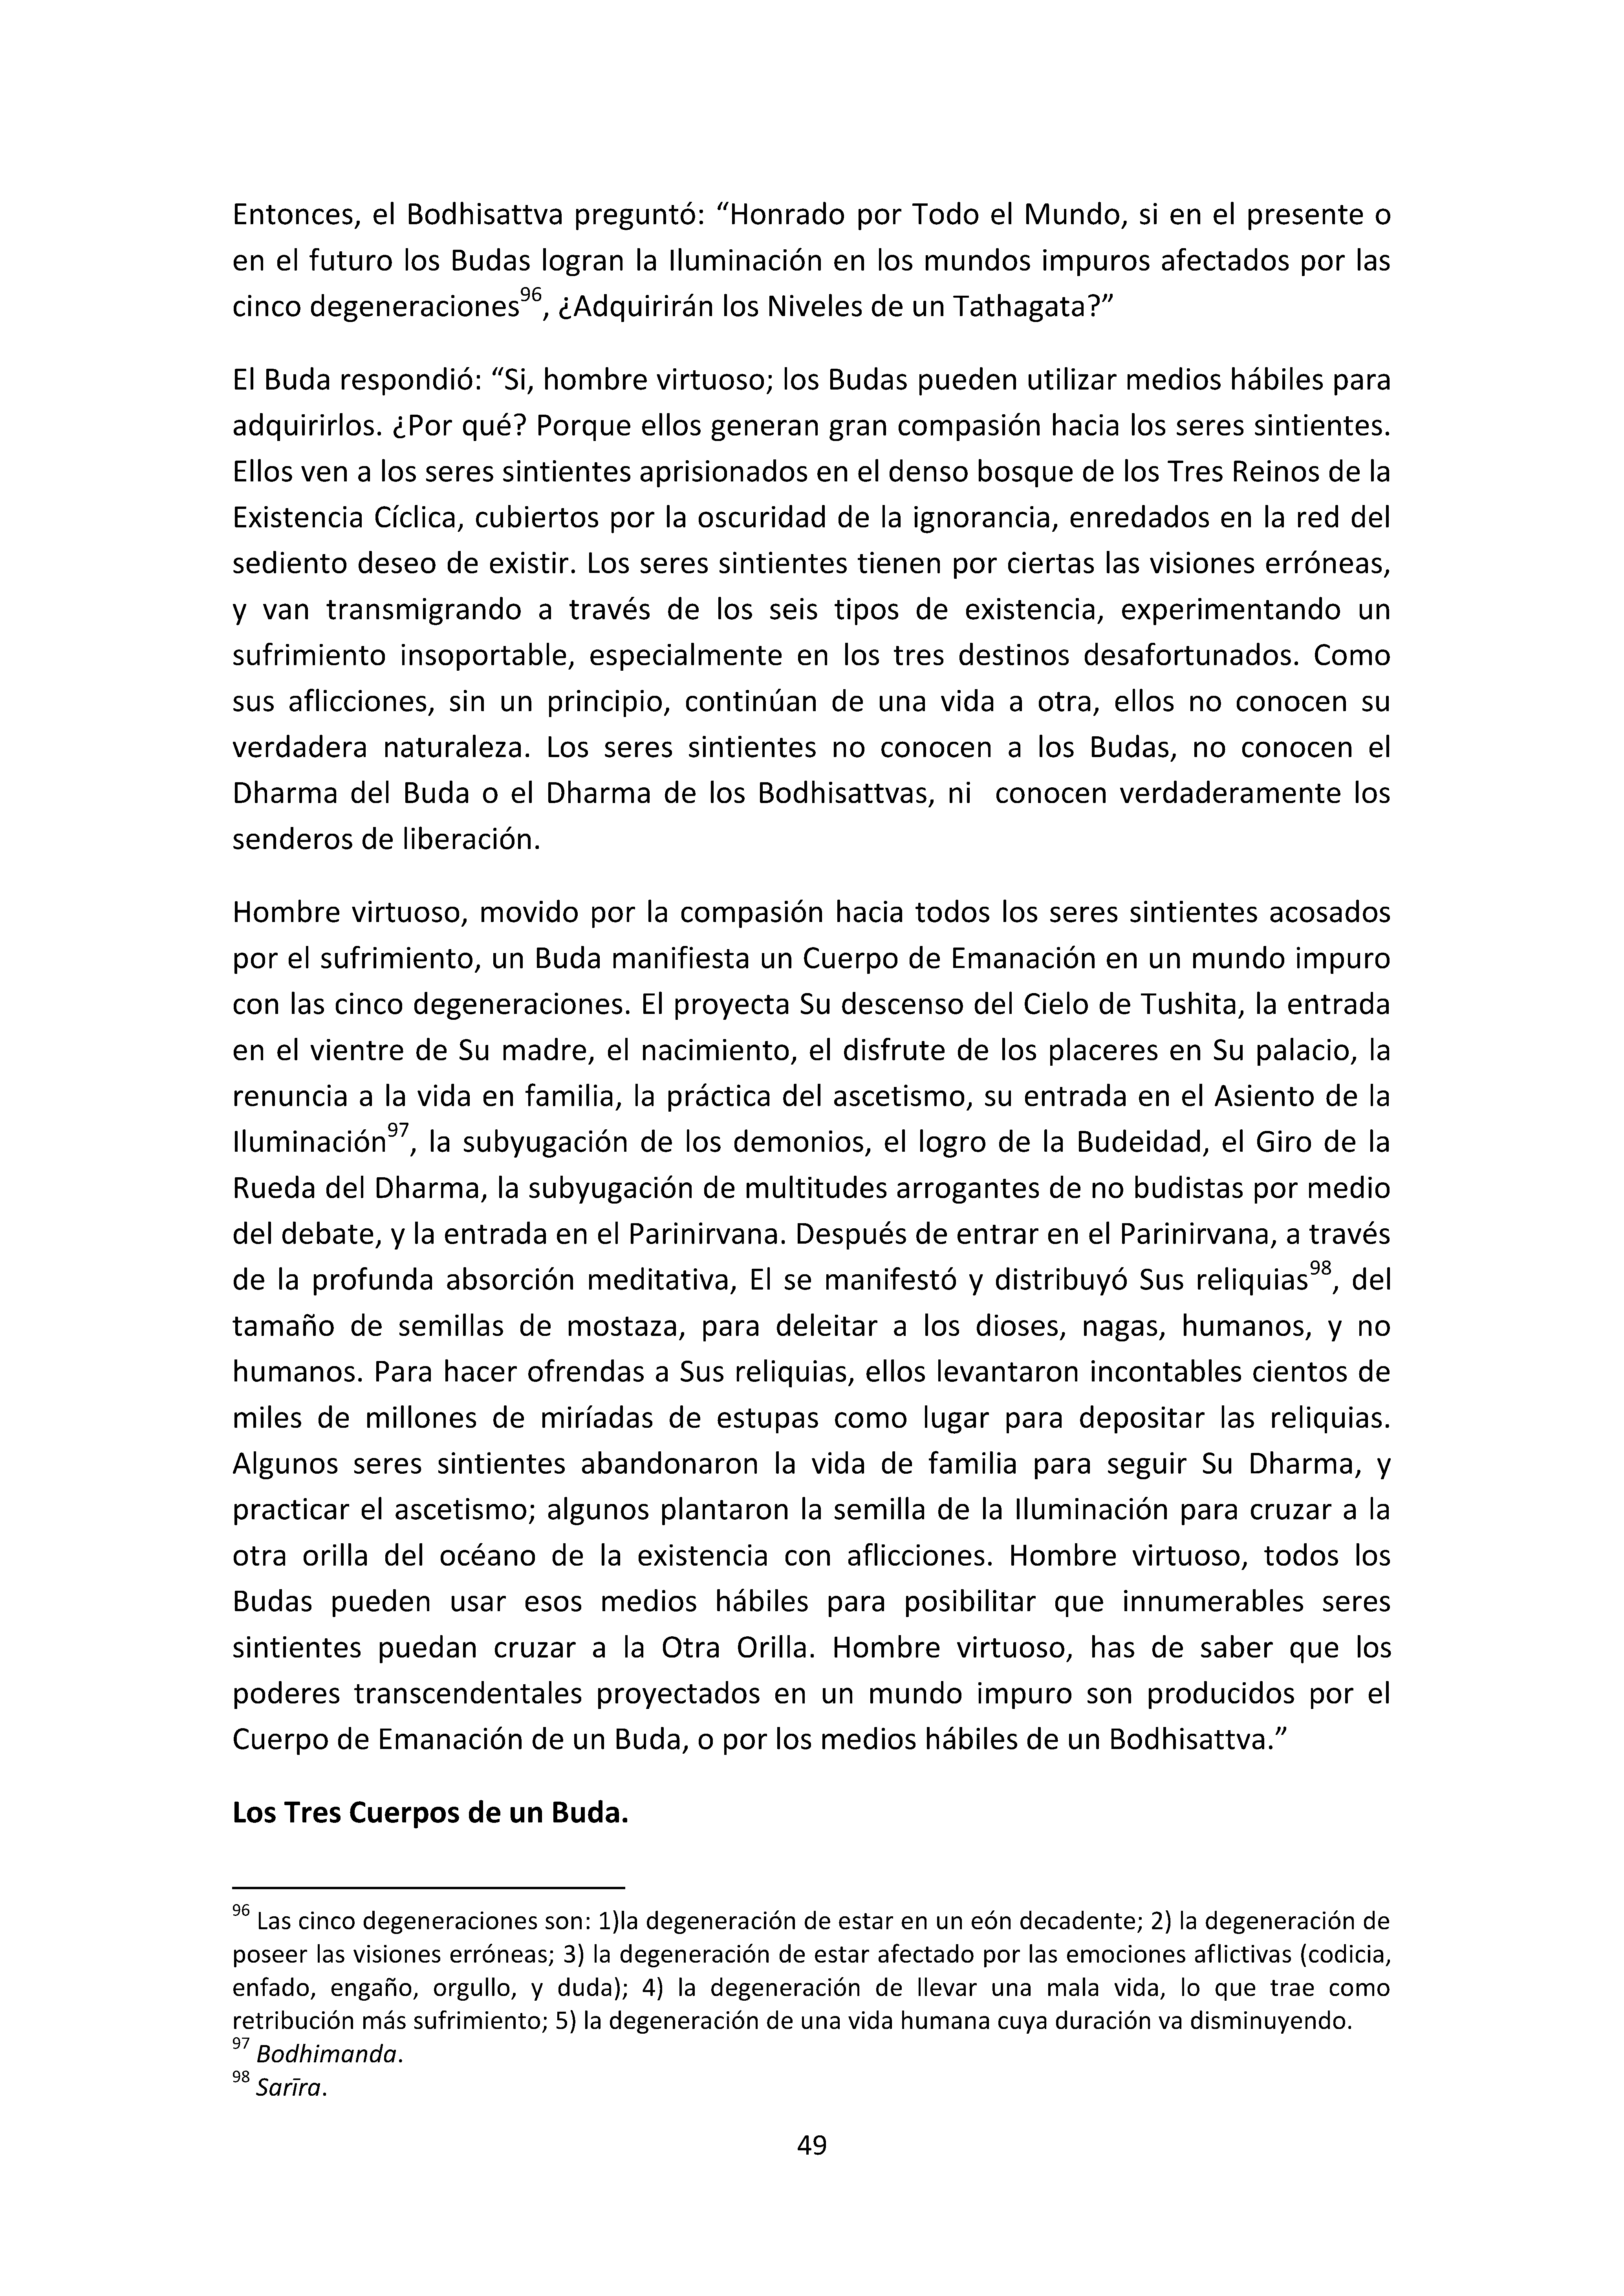 Entonces, el Bodhisattva preguntó: “Honrado por Todo el Mundo, si en el presente o
en el futuro los Budas logran la Iluminación en los mundos impuros afectados por las
cinco degeneraciones96, ¿Adquirirán los Niveles de un Tathagata?”
El Buda respondió: “Si, hombre virtuoso; los Budas pueden utilizar medios hábiles para
adquirirlos. ¿Por qué? Porque ellos generan gran compasión hacia los seres sintientes.
Ellos ven a los seres sintientes aprisionados en el denso bosque de los Tres Reinos de la
Existencia Cíclica, cubiertos por la oscuridad de la ignorancia, enredados en la red del
sediento deseo de existir. Los seres sintientes tienen por ciertas las visiones erróneas,
y van transmigrando a través de los seis tipos de existencia, experimentando un
sufrimiento insoportable, especialmente en los tres destinos desafortunados. Como
sus aflicciones, sin un principio, continúan de una vida a otra, ellos no conocen su
verdadera naturaleza. Los seres sintientes no conocen a los Budas, no conocen el
Dharma del Buda o el Dharma de los Bodhisattvas, ni conocen verdaderamente los
senderos de liberación.
Hombre virtuoso, movido por la compasión hacia todos los seres sintientes acosados
por el sufrimiento, un Buda manifiesta un Cuerpo de Emanación en un mundo impuro
con las cinco degeneraciones. El proyecta Su descenso del Cielo de Tushita, la entrada
en el vientre de Su madre, el nacimiento, el disfrute de los placeres en Su palacio, la
renuncia a la vida en familia, la práctica del ascetismo, su entrada en el Asiento de la
Iluminación97, la subyugación de los demonios, el logro de la Budeidad, el Giro de la
Rueda del Dharma, la subyugación de multitudes arrogantes de no budistas por medio
del debate, y la entrada en el Parinirvana. Después de entrar en el Parinirvana, a través
de la profunda absorción meditativa, El se manifestó y distribuyó Sus reliquias98, del
tamaño de semillas de mostaza, para deleitar a los dioses, nagas, humanos, y no
humanos. Para hacer ofrendas a Sus reliquias, ellos levantaron incontables cientos de
miles de millones de miríadas de estupas como lugar para depositar las reliquias.
Algunos seres sintientes abandonaron la vida de familia para seguir Su Dharma, y
practicar el ascetismo; algunos plantaron la semilla de la Iluminación para cruzar a la
otra orilla del océano de la existencia con aflicciones. Hombre virtuoso, todos los
Budas pueden usar esos medios hábiles para posibilitar que innumerables seres
sintientes puedan cruzar a la Otra Orilla. Hombre virtuoso, has de saber que los
poderes transcendentales proyectados en un mundo impuro son producidos por el
Cuerpo de Emanación de un Buda, o por los medios hábiles de un Bodhisattva.”
Los Tres Cuerpos de un Buda.
96 Las cinco degeneraciones son: 1)la degeneración de estar en un eón decadente; 2) la degeneración de
poseer las visiones erróneas; 3) la degeneración de estar afectado por las emociones aflictivas (codicia,
enfado, engaño, orgullo, y duda); 4) la degeneración de llevar una mala vida, lo que trae como
retribución más sufrimiento; 5) la degeneración de una vida humana cuya duración va disminuyendo.
97 Bodhimanda.
98 Sarīra.
49